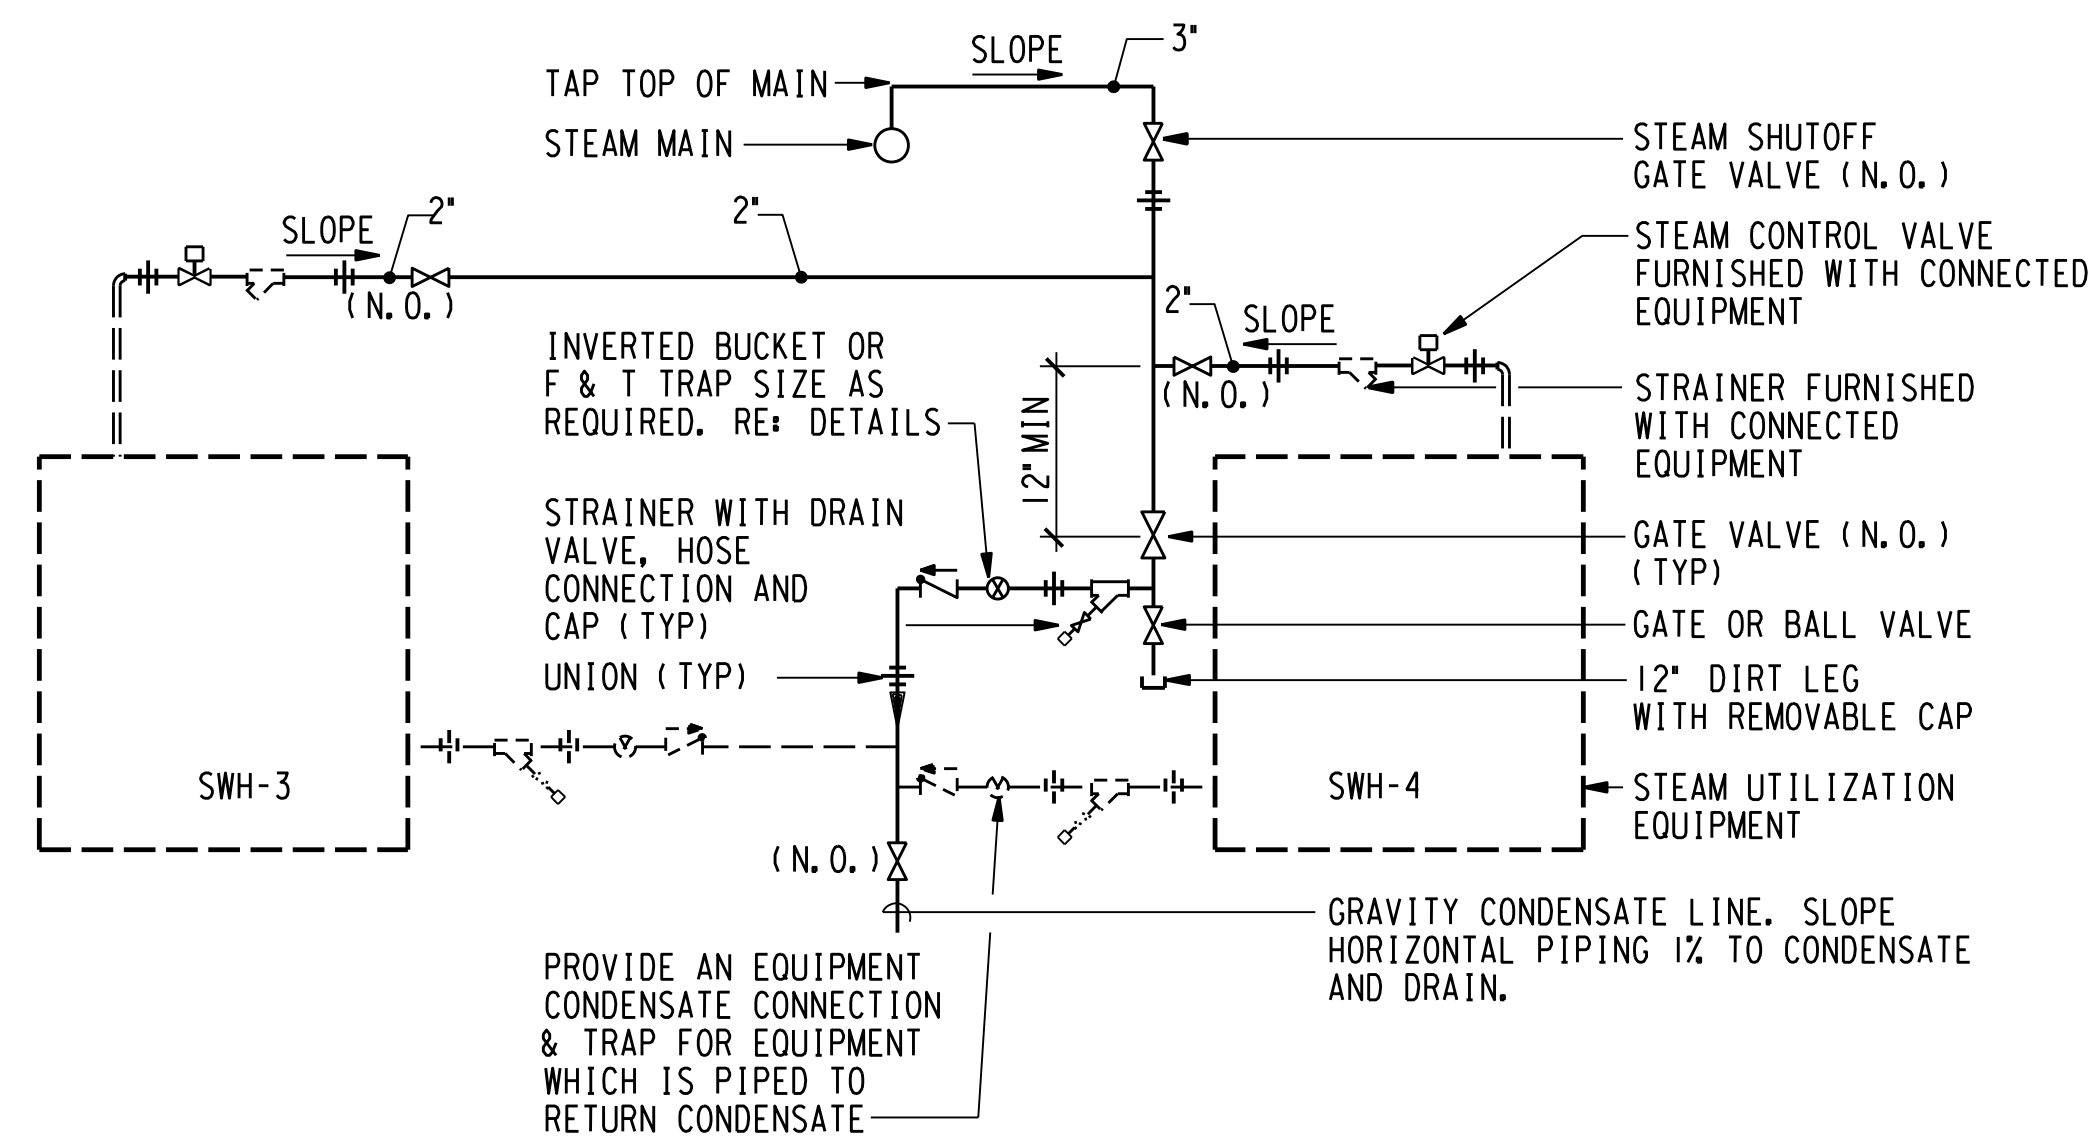 SLOPE
3"
TAP TOP OF MAIN
STEAM MAIN
STEAM SHUTOFF
GATE VALVE (N.O.)
SLOPE
2"
2"
(N.O.)
STEAM CONTROL VALVE
FURNISHED WITH CONNECTED
EQUIPMENT
2"
SLOPE
(N.O.)
INVERTED BUCKET OR
F & T TRAP SIZE AS
REQUIRED. RE: DETAILS
12" MIN
STRAINER FURNISHED
WITH CONNECTED
EQUIPMENT
STRAINER WITH DRAIN
VALVE, HOSE
CONNECTION AND
CAP (TYP)
GATE VALVE (N.O.)
(TYP)
GATE OR BALL VALVE
UNION (TYP)
12" DIRT LEG
WITH REMOVABLE CAP
SWH-3
SWH-4
STEAM UTILIZATION
EQUIPMENT
(N.O.)
GRAVITY CONDENSATE LINE. SLOPE
HORIZONTAL PIPING 1% TO CONDENSATE
AND DRAIN.
PROVIDE AN EQUIPMENT
CONDENSATE CONNECTION
& TRAP FOR EQUIPMENT
WHICH IS PIPED TO
RETURN CONDENSATE